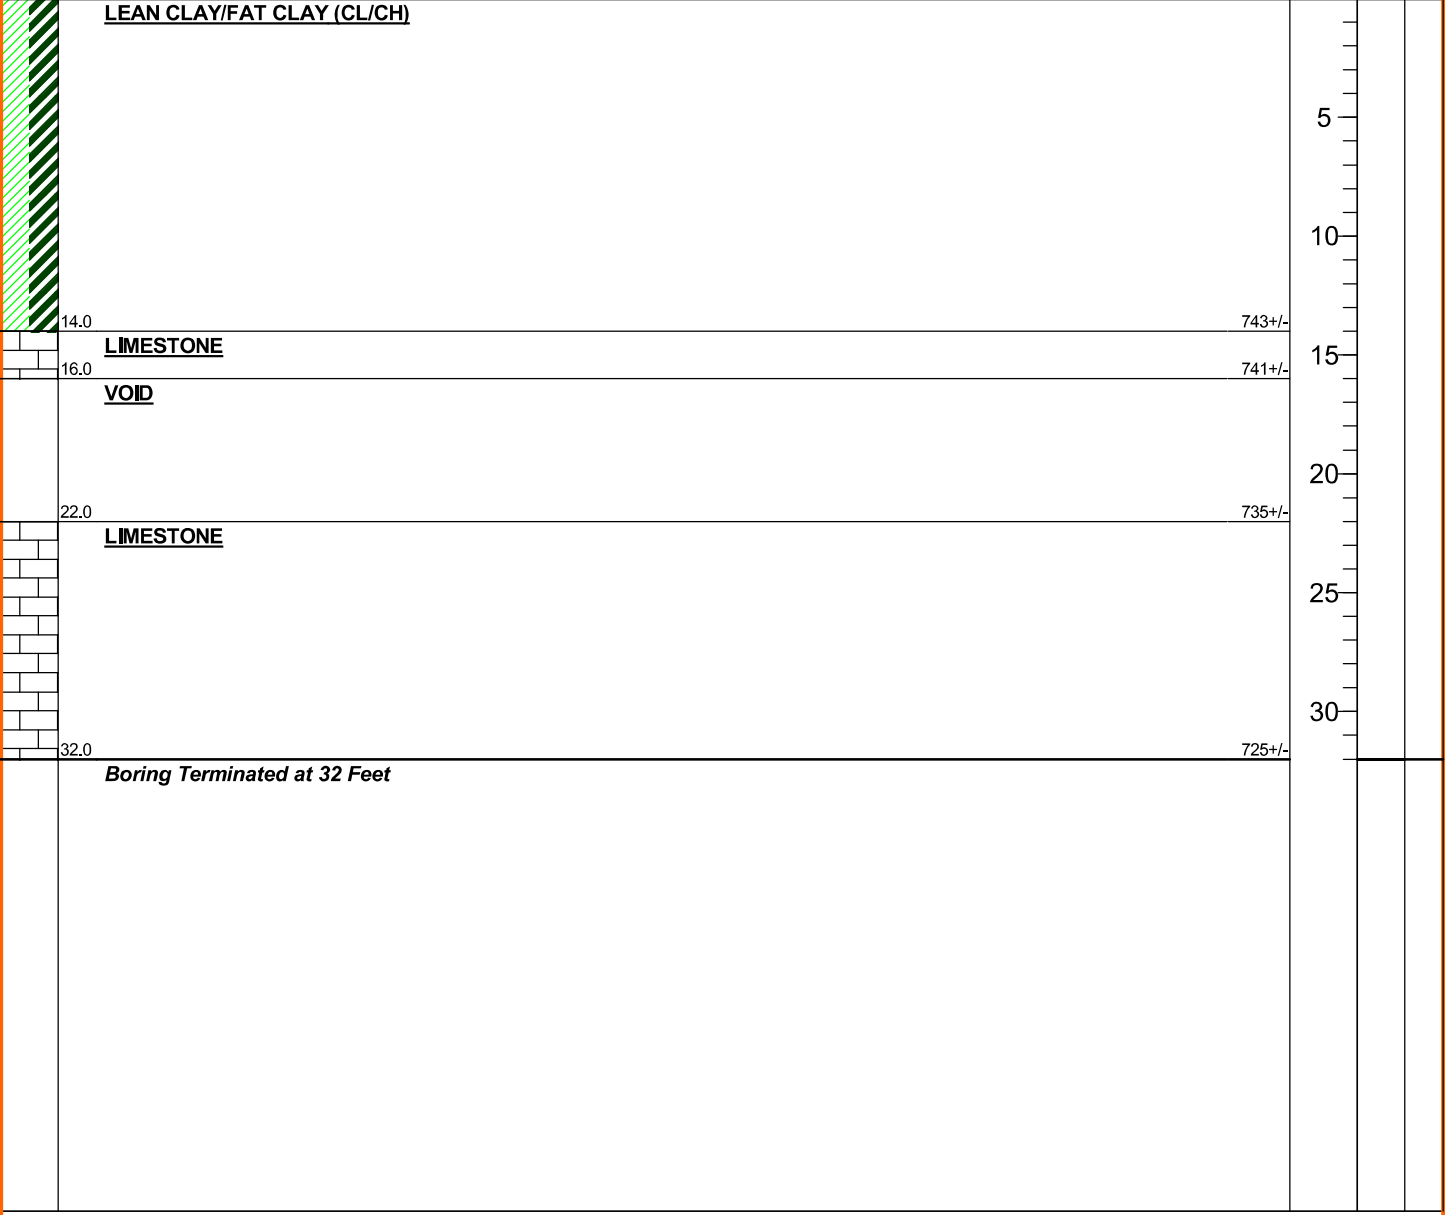 LEAN CLAY/FAT CLAY (CL/CH)
5
10
14.0 743+/-
LIMESTONE
15
16.0 741+/-
VOID
20
22.0 735+/-
LIMESTONE
25
30
32.0 725+/-
Boring Terminated at 32 Feet